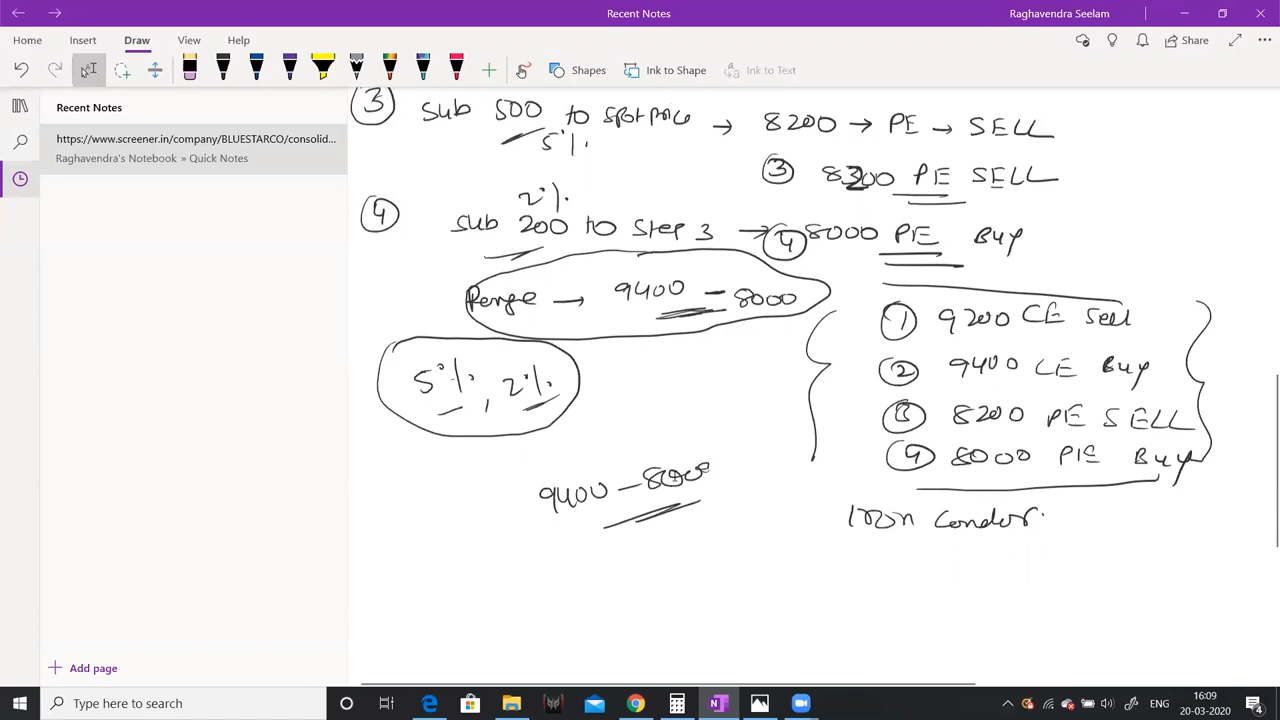 Recent Notes
Raghavendra Seelam
Home Insert Draw View Help
Share
Shapes
Ink to Shape
Ink to Text
Recent Notes
https://www.screener.in/company/BLUESTARCO/consolid...
Raghavendra's Notebook » Quick Notes
③ Sub 500 to spot price → 8200 → PE → SELL
5%
③ 8200 PE SELL
2%
④ Sub 200 to Step 3 → ④ 8000 PE Buy
Range → 9400 - 8000
① 9200 CE Sell
② 9400 CE Buy
5%, 2%
③ 8200 PE SELL
④ 8000 PE Buy
9400 - 8000
Iron Condor.
Add page
Type here to search
16:09
20-03-2020